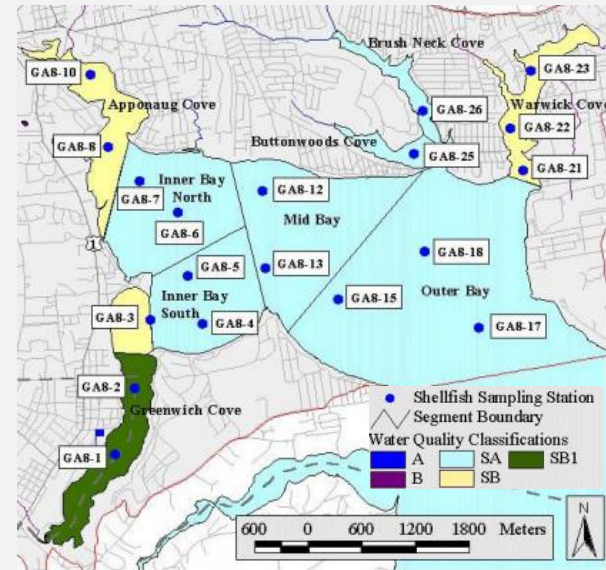 Brush Neck Cove
GA8-10
GA8-23
Apponaug Cove
GA8-26
Warwick Cove
GA8-22
GA8-8
Buttonwoods Cove
GA8-25
GA8-21
Inner Bay
North
GA8-12
GA8-7
Mid Bay
GA8-6
1
GA8-18
GA8-5
GA8-13
Outer Bay
Inner Bay
South
GA8-15
GA8-3
GA8-4
GA8-17
GA8-2
Greenwich Cove
GA8-1
Shellfish Sampling Station
Segment Boundary
Water Quality Classifications
A SA SB1
B SB
600 0 600 1200 1800 Meters
N